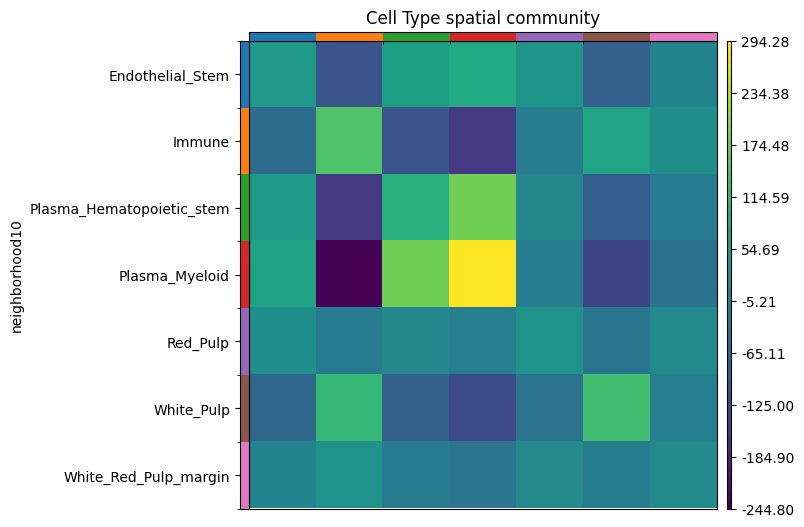 Cell Type spatial community
neighborhood10
Endothelial_Stem
Immune
Plasma_Hematopoietic_stem
Plasma_Myeloid
Red_Pulp
White_Pulp
White_Red_Pulp_margin
294.28
234.38
174.48
114.59
54.69
-5.21
-65.11
-125.00
-184.90
-244.80